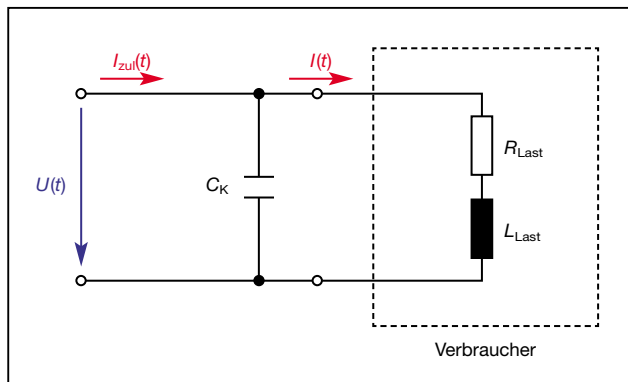 I_zul(t)
I(t)
R_Last
U(t)
C_K
L_Last
Verbraucher